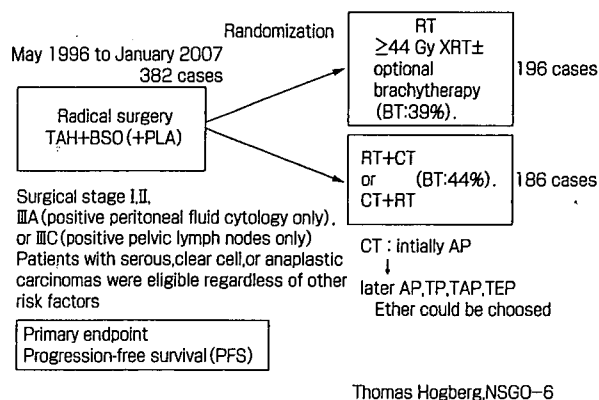 May 1996 to January 2007
382 cases
Radical surgery
TAH+BSO(+PLA)
Randomization
RT
≥44 Gy XRT±
optional
brachytherapy
(BT:39%).
196 cases
RT+CT
or (BT:44%).
CT+RT
186 cases
Surgical stage I,II,
ⅢA(positive peritoneal fluid cytology only),
or ⅢC(positive pelvic lymph nodes only)
Patients with serous,clear cell,or anaplastic
carcinomas were eligible regardless of other
risk factors
CT : intially AP
↓
later AP,TP,TAP,TEP
Ether could be choosed
Primary endpoint
Progression-free survival(PFS)
Thomas Hogberg,NSGO-6